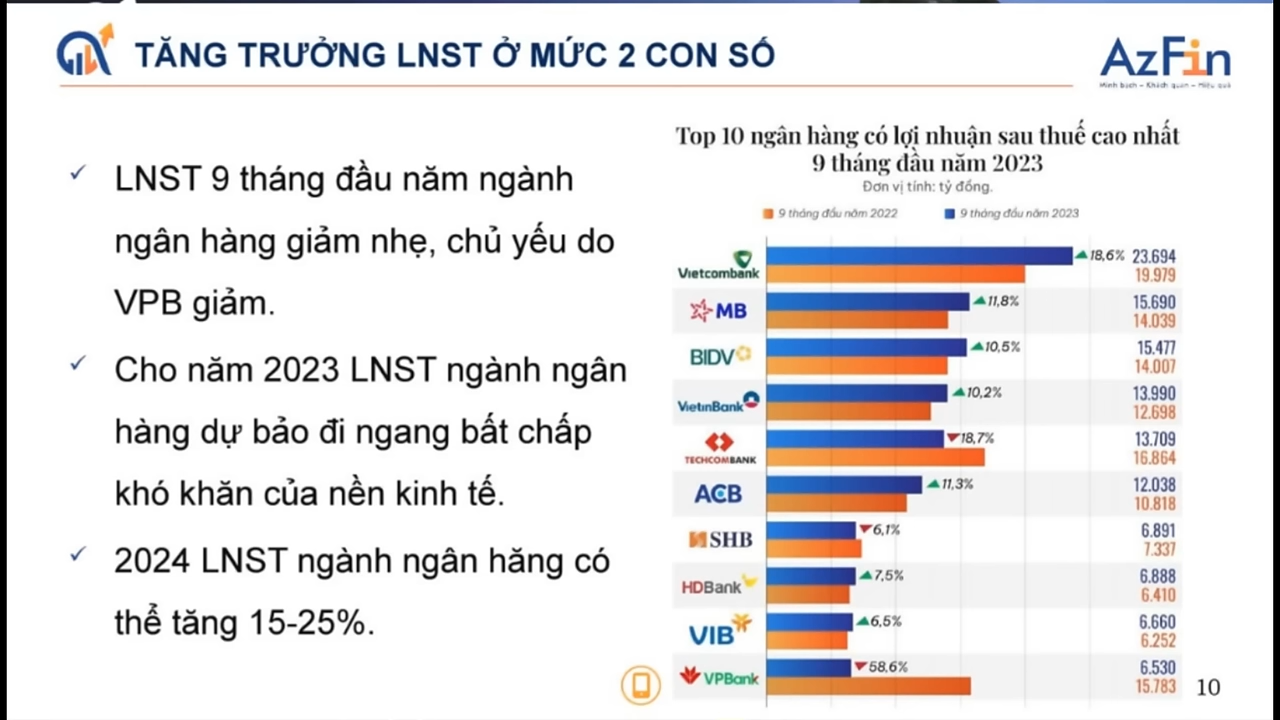 TĂNG TRƯỞNG LNST Ở MỨC 2 CON SỐ
AzFin
Minh bạch - Khách quan - Hiệu quả
✓ LNST 9 tháng đầu năm ngành
ngân hàng giảm nhẹ, chủ yếu do
VPB giảm.
✓ Cho năm 2023 LNST ngành ngân
hàng dự bảo đi ngang bất chấp
khó khăn của nền kinh tế.
✓ 2024 LNST ngành ngân hăng có
thể tăng 15-25%.
Top 10 ngân hàng có lợi nhuận sau thuế cao nhất
9 tháng đầu năm 2023
Đơn vị tính: tỷ đồng.
9 tháng đầu năm 2022 9 tháng đầu năm 2023
Vietcombank 18,6% 23.694
19.979
MB 11,8% 15.690
14.039
BIDV 10,5% 15.477
14.007
VietinBank 10,2% 13.990
12.698
TECHCOMBANK 18,7% 13.709
16.864
ACB 11,3% 12.038
10.818
SHB 6,1% 6.891
7.337
HDBank 7,5% 6.888
6.410
VIB 6,5% 6.660
6.252
VPBank 58,6% 6.530
15.783
10